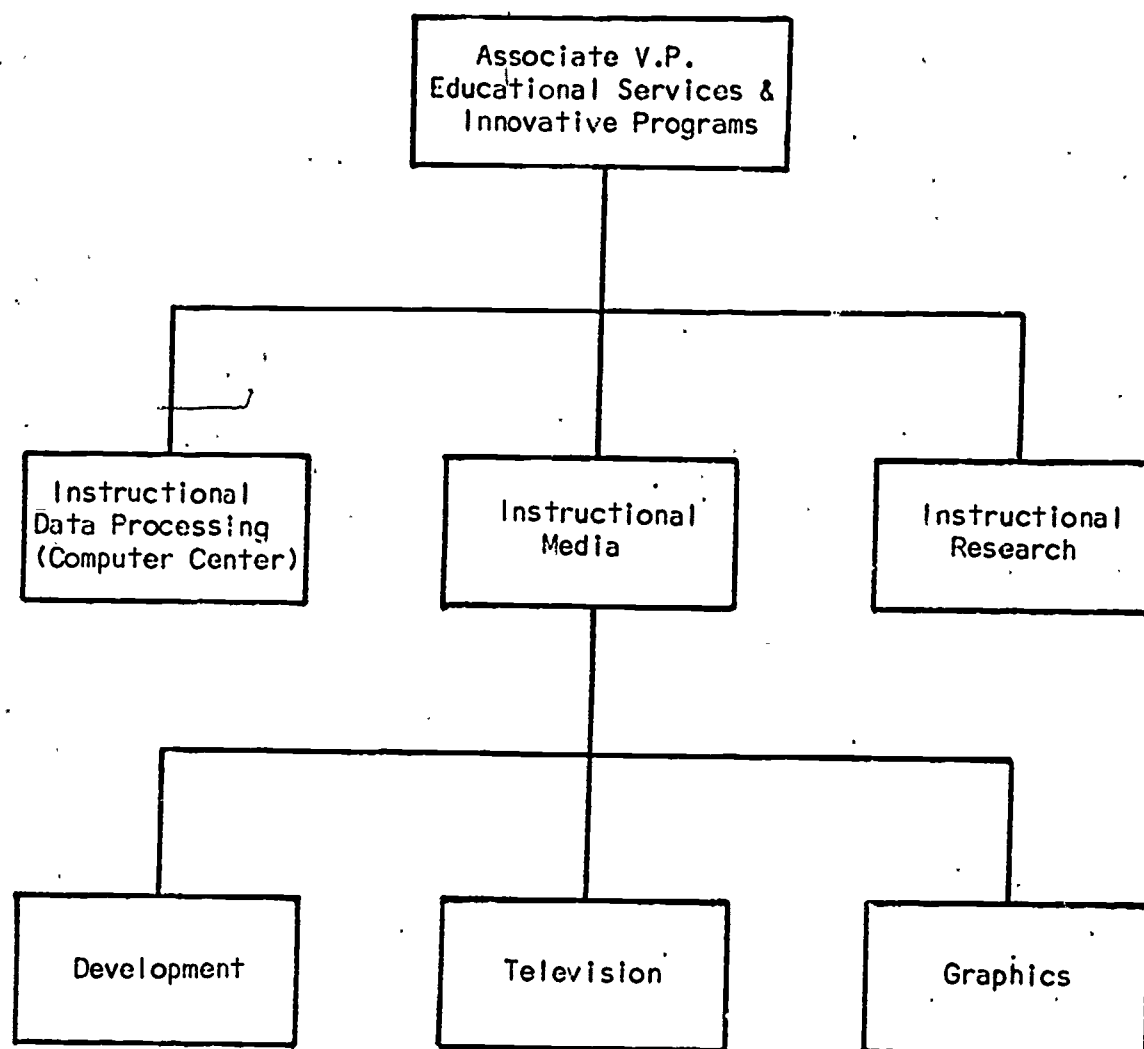 Associate V.P.
Educational Services &
Innovative Programs
Instructional
Data Processing
(Computer Center)
Instructional
Media
Instructional
Research
Development
Television
Graphics